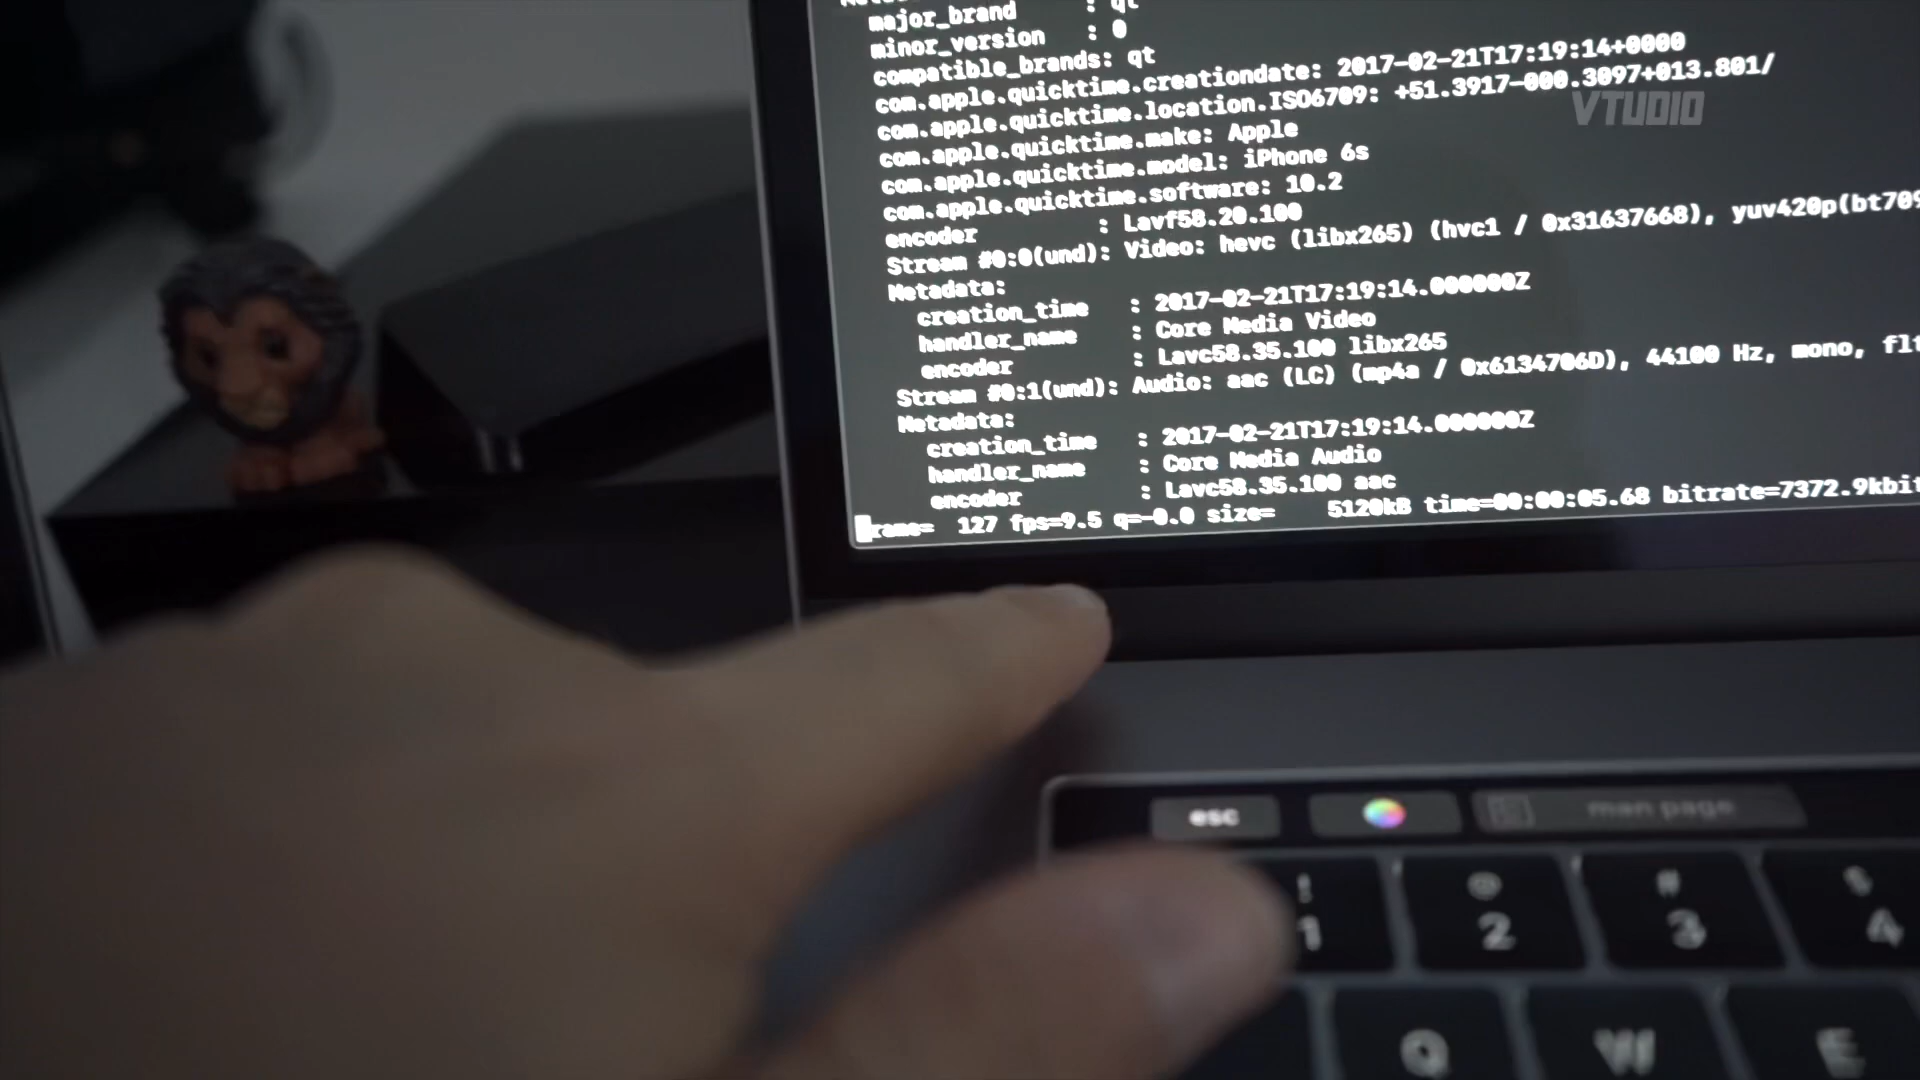 major_brand : qt
minor_version : 0
compatible_brands: qt
com.apple.quicktime.creationdate: 2017-02-21T17:19:14+0000
com.apple.quicktime.location.ISO6709: +51.3917-000.3097+013.801/
com.apple.quicktime.make: Apple
com.apple.quicktime.model: iPhone 6s
com.apple.quicktime.software: 10.2
encoder : Lavf58.20.100
Stream #0:0(und): Video: hevc (libx265) (hvc1 / 0x31637668), yuv420p(bt709
Metadata:
creation_time : 2017-02-21T17:19:14.000000Z
handler_name : Core Media Video
encoder : Lavc58.35.100 libx265
Stream #0:1(und): Audio: aac (LC) (mp4a / 0x6134706D), 44100 Hz, mono, flt
Metadata:
creation_time : 2017-02-21T17:19:14.000000Z
handler_name : Core Media Audio
encoder : Lavc58.35.100 aac
frame= 127 fps=9.5 q=-0.0 size= 5120kB time=00:00:05.68 bitrate=7372.9kbit
VTUDIO
esc man page
! @ # $
1 2 3 4
Q W E